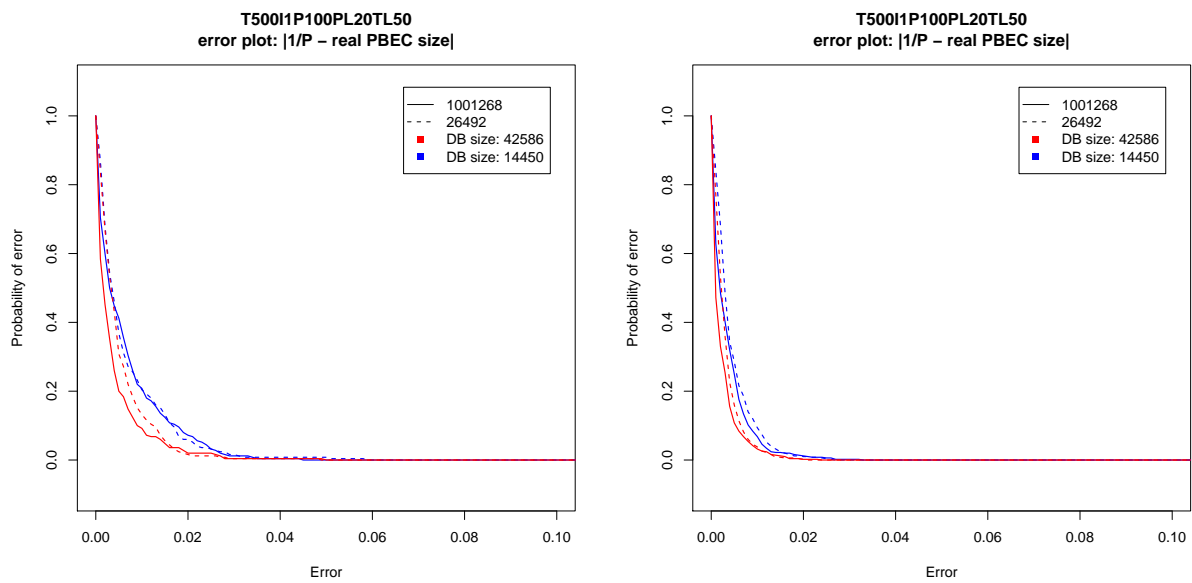 T500I1P100PL20TL50
error plot: |1/P − real PBEC size|
1.0
0.8
0.6
0.4
0.2
0.0
Probability of error
1001268
26492
DB size: 42586
DB size: 14450
0.00
0.02
0.04
0.06
0.08
0.10
Error
T500I1P100PL20TL50
error plot: |1/P − real PBEC size|
1.0
0.8
0.6
0.4
0.2
0.0
Probability of error
1001268
26492
DB size: 42586
DB size: 14450
0.00
0.02
0.04
0.06
0.08
0.10
Error